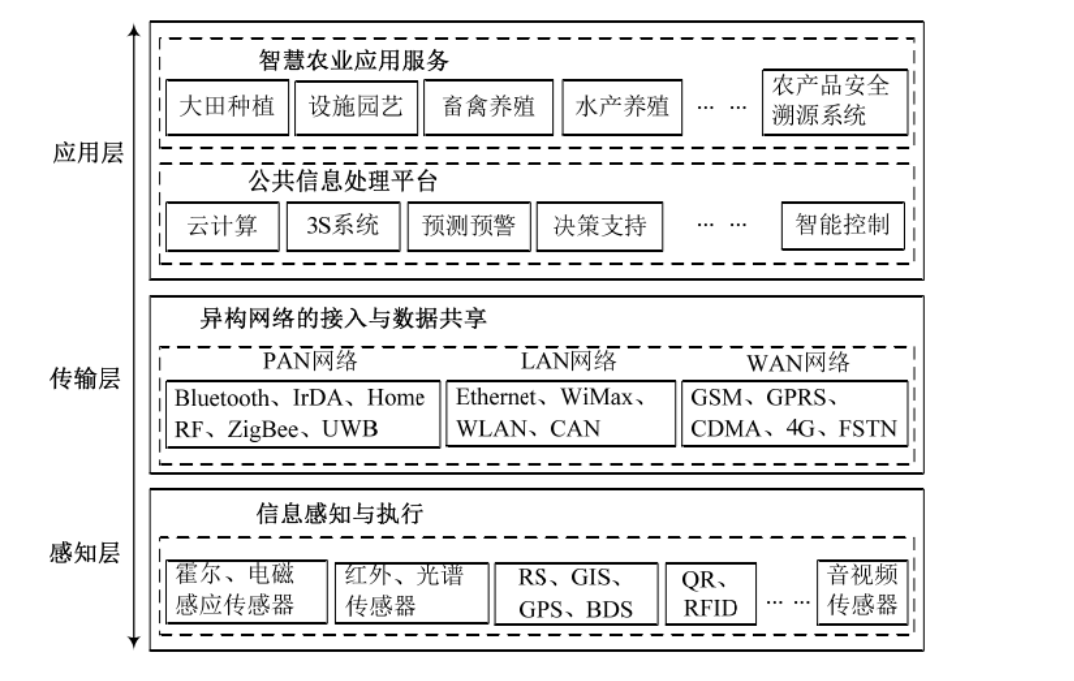 应用层
智慧农业应用服务
大田种植
设施园艺
畜禽养殖
水产养殖
… …
农产品安全
溯源系统
公共信息处理平台
云计算
3S系统
预测预警
决策支持
… …
智能控制
传输层
异构网络的接入与数据共享
PAN网络
Bluetooth、IrDA、Home
RF、ZigBee、UWB
LAN网络
Ethernet、WiMax、
WLAN、CAN
WAN网络
GSM、GPRS、
CDMA、4G、FSTN
感知层
信息感知与执行
霍尔、电磁
感应传感器
红外、光谱
传感器
RS、GIS、
GPS、BDS
QR、
RFID
… …
音视频
传感器